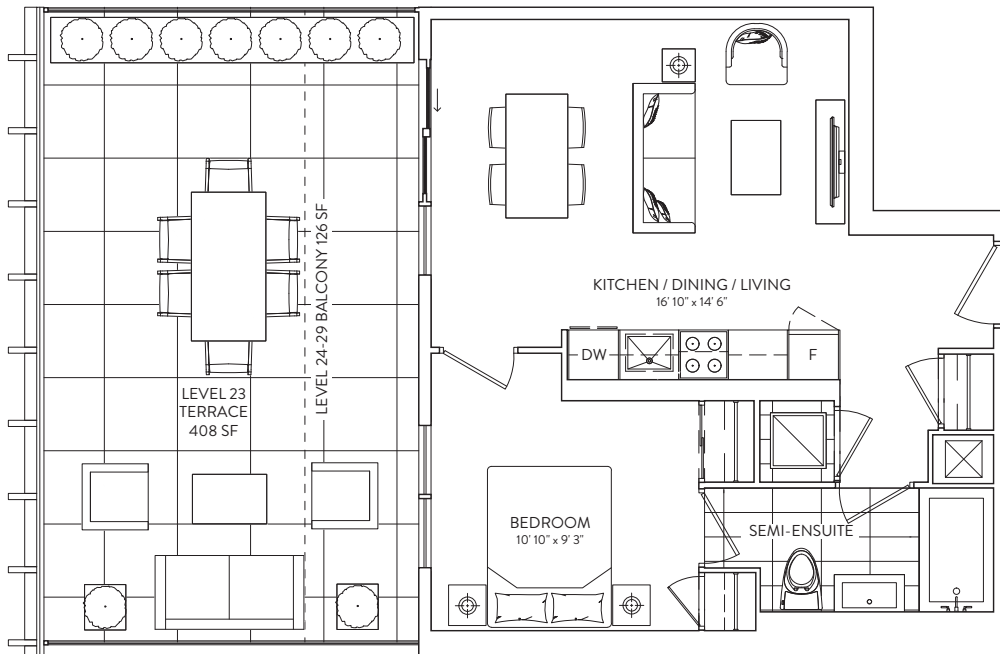 KITCHEN / DINING / LIVING
16' 10" x 14' 6"
DW
F
LEVEL 24-29 BALCONY 126 SF
LEVEL 23
TERRACE
408 SF
BEDROOM
10' 10" x 9' 3"
SEMI-ENSUITE